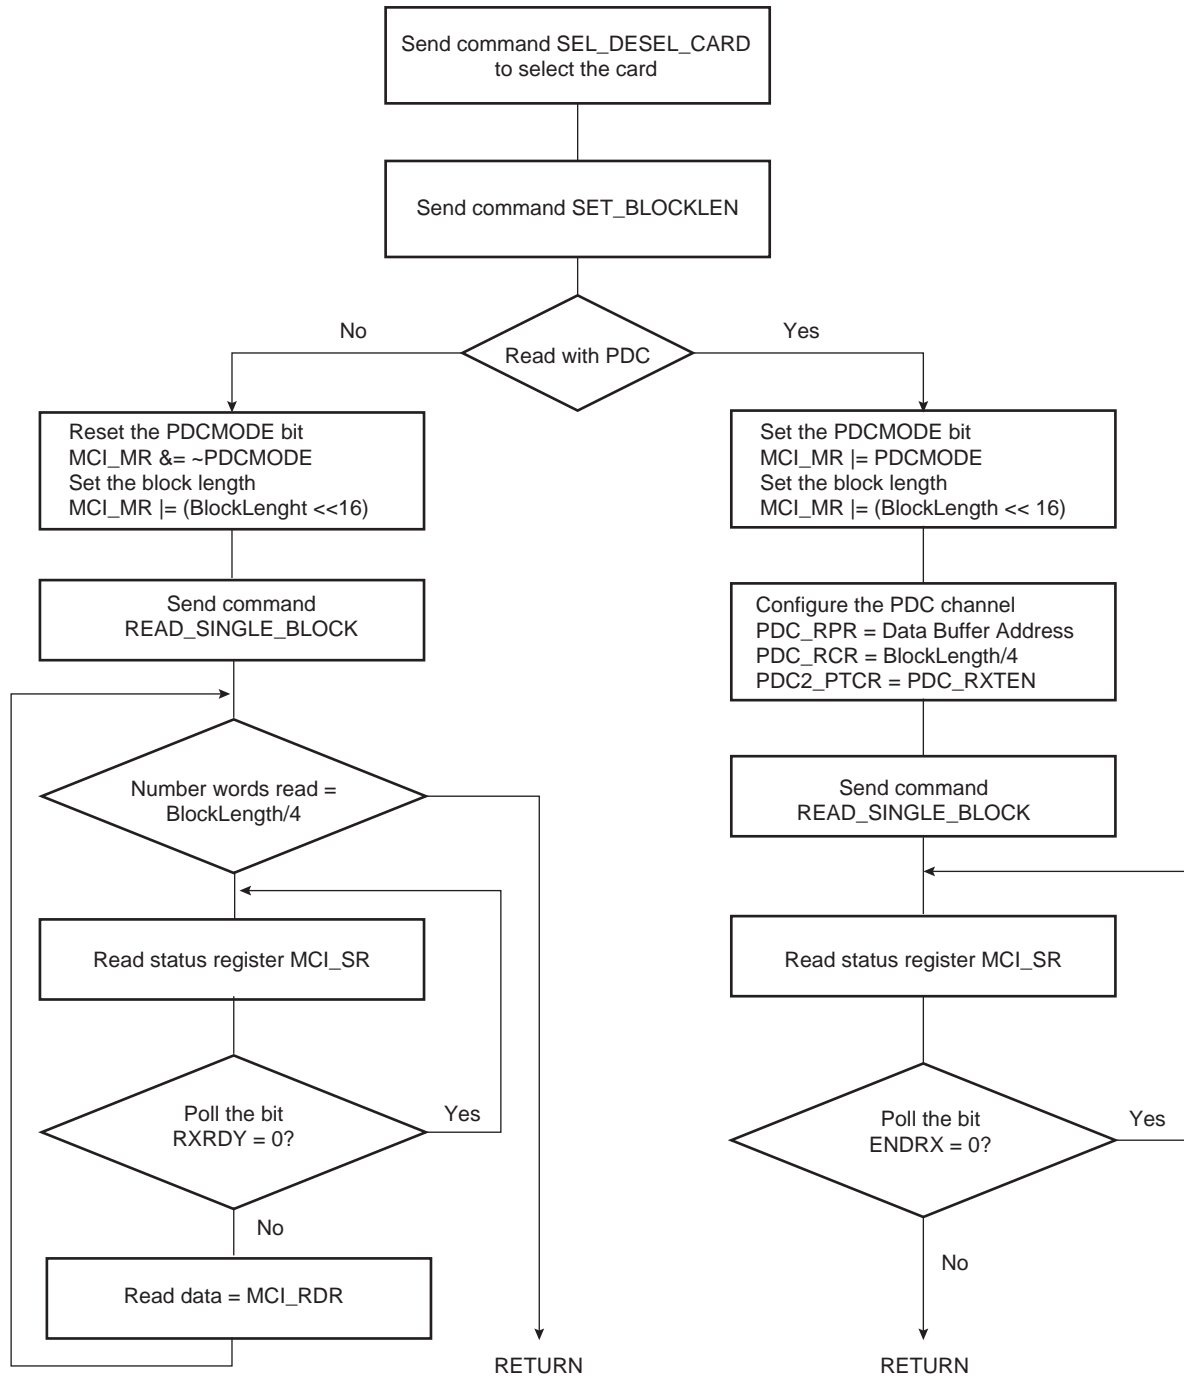 Send command SEL_DESEL_CARD
to select the card
Send command SET_BLOCKLEN
No
Yes
Read with PDC
Reset the PDCMODE bit
MCI_MR &= ~PDCMODE
Set the block length
MCI_MR |= (BlockLenght <<16)
Set the PDCMODE bit
MCI_MR |= PDCMODE
Set the block length
MCI_MR |= (BlockLength << 16)
Send command
READ_SINGLE_BLOCK
Configure the PDC channel
PDC_RPR = Data Buffer Address
PDC_RCR = BlockLength/4
PDC2_PTCR = PDC_RXTEN
Number words read =
BlockLength/4
Send command
READ_SINGLE_BLOCK
Read status register MCI_SR
Read status register MCI_SR
Poll the bit
RXRDY = 0?
Yes
Poll the bit
ENDRX = 0?
Yes
No
No
Read data = MCI_RDR
RETURN
RETURN